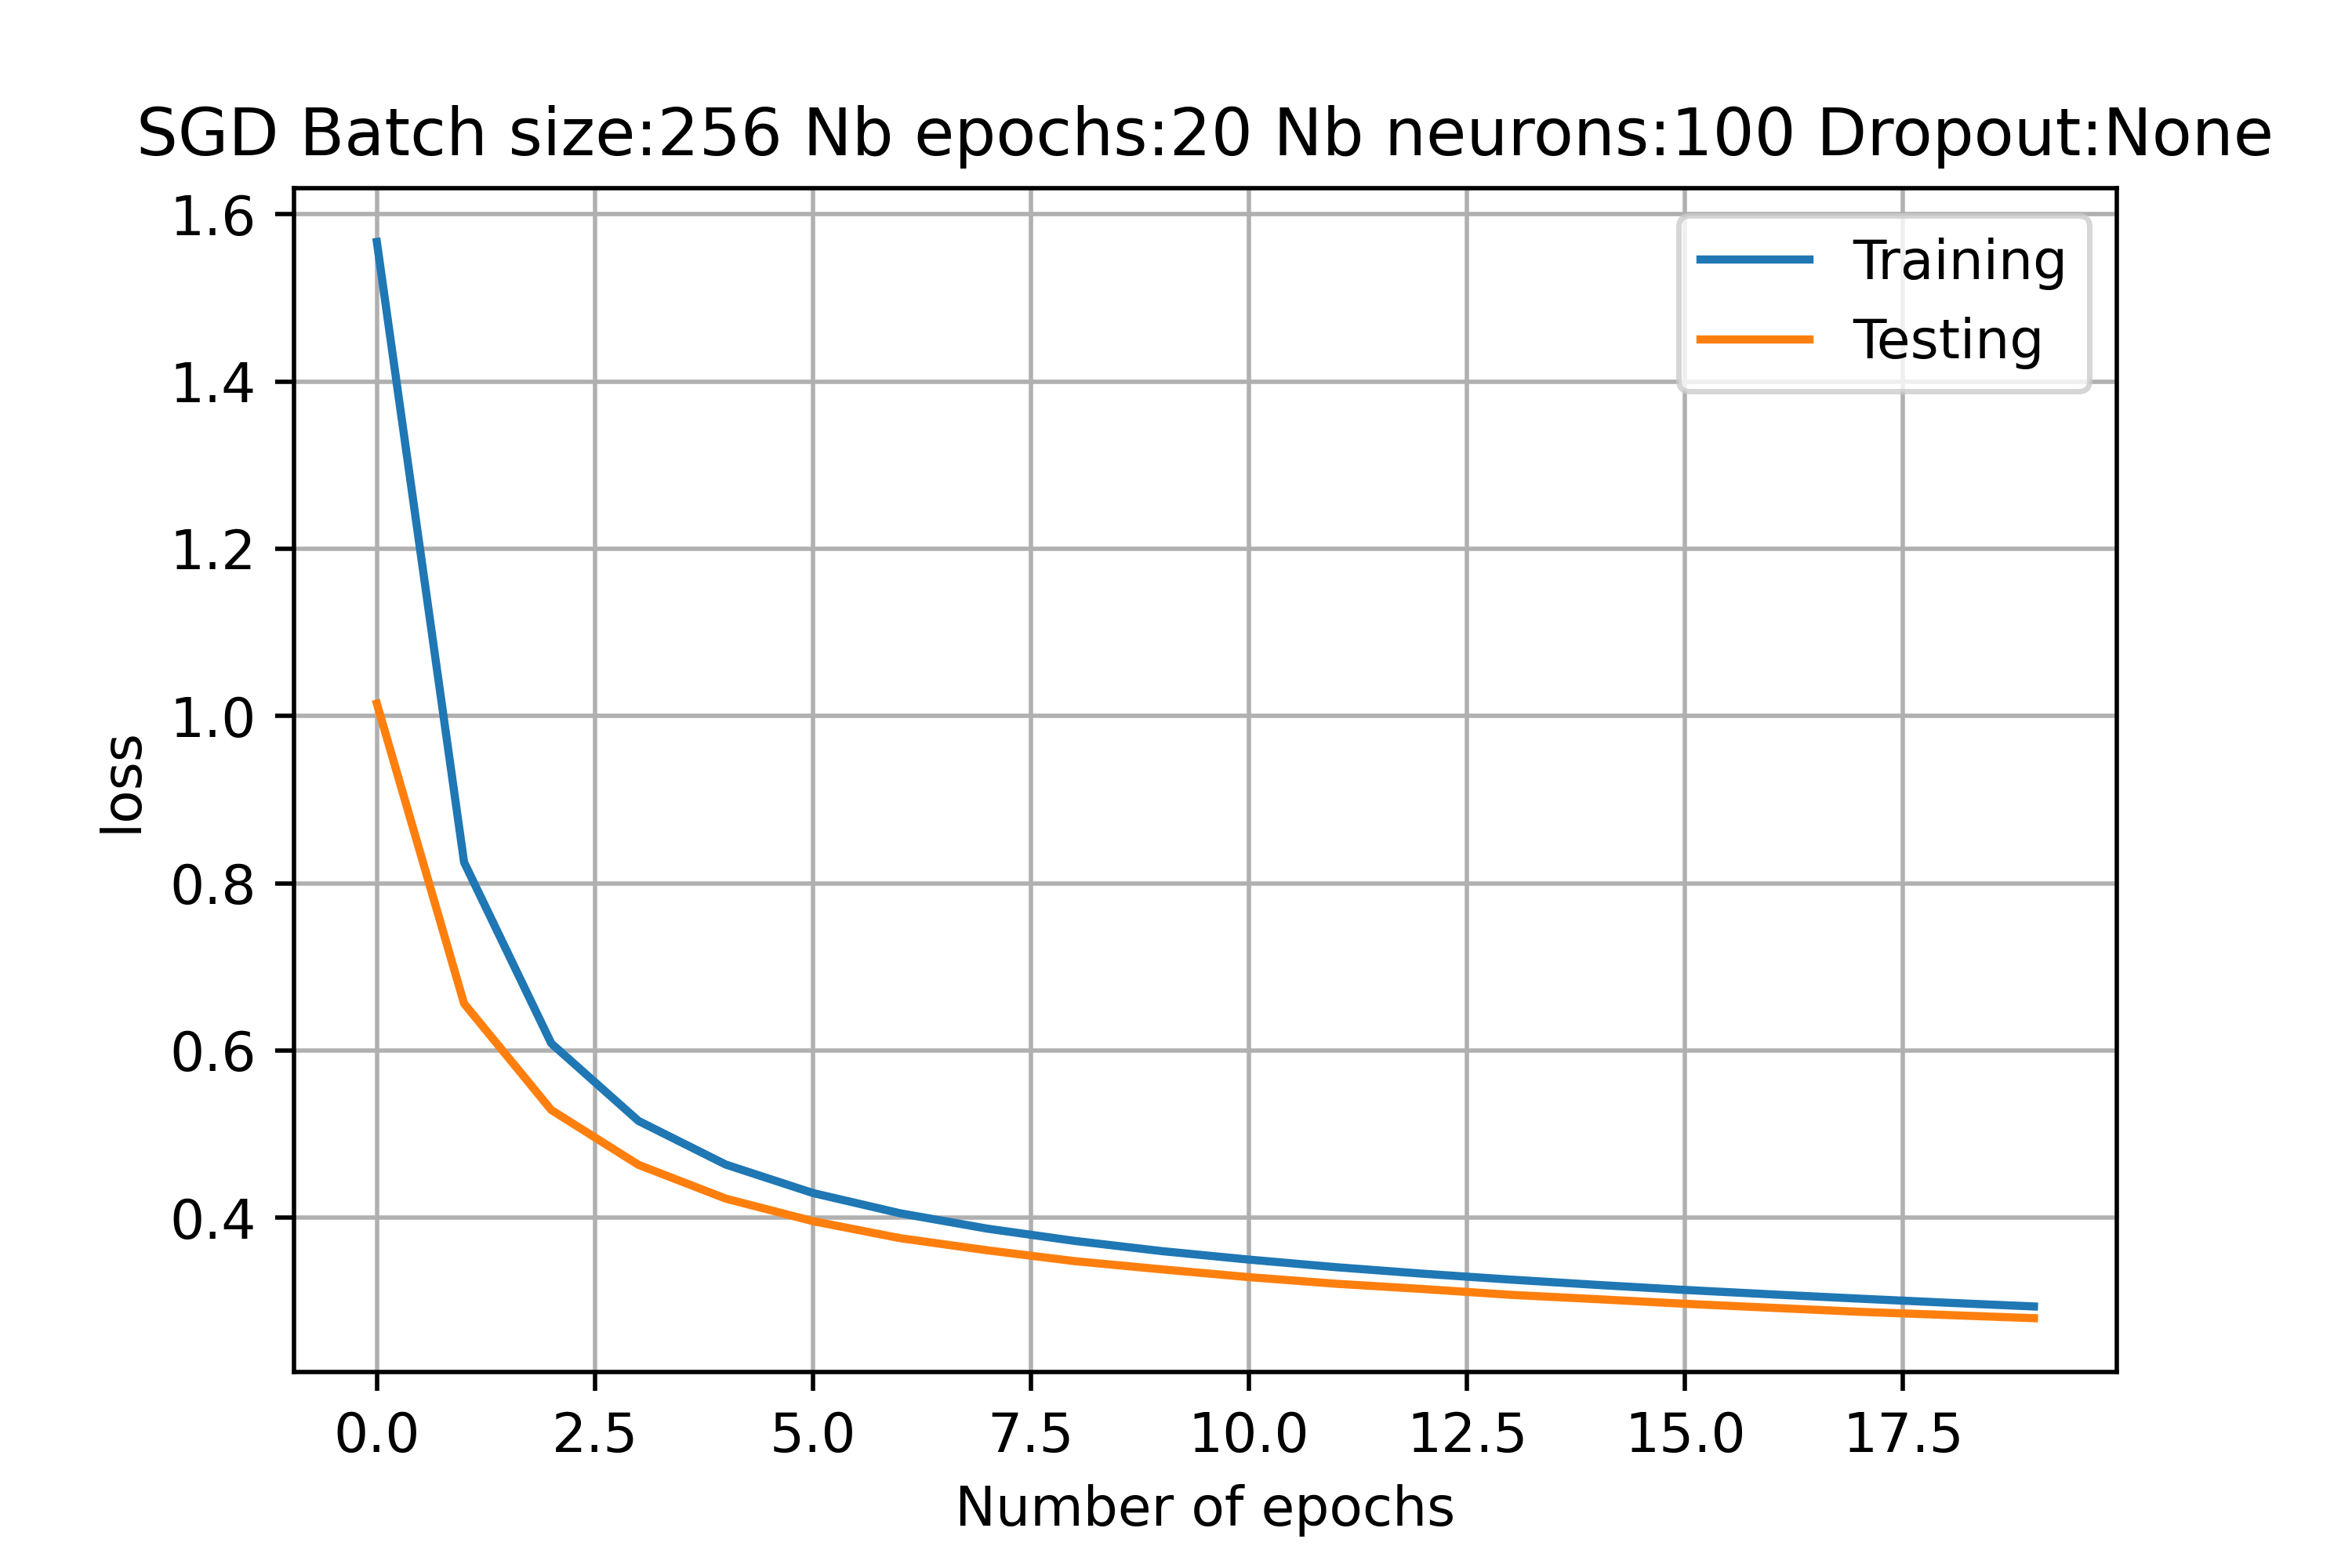 SGD Batch size:256 Nb epochs:20 Nb neurons:100 Dropout:None
1.6
1.4
1.2
1.0
0.8
0.6
0.4
loss
Training
Testing
0.0 2.5 5.0 7.5 10.0 12.5 15.0 17.5
Number of epochs